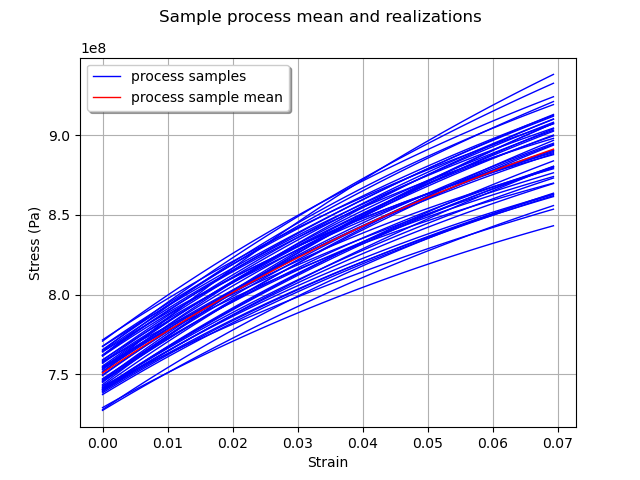 Sample process mean and realizations
1e8
process samples
process sample mean
9.0
8.5
8.0
7.5
Stress (Pa)
0.00 0.01 0.02 0.03 0.04 0.05 0.06 0.07
Strain